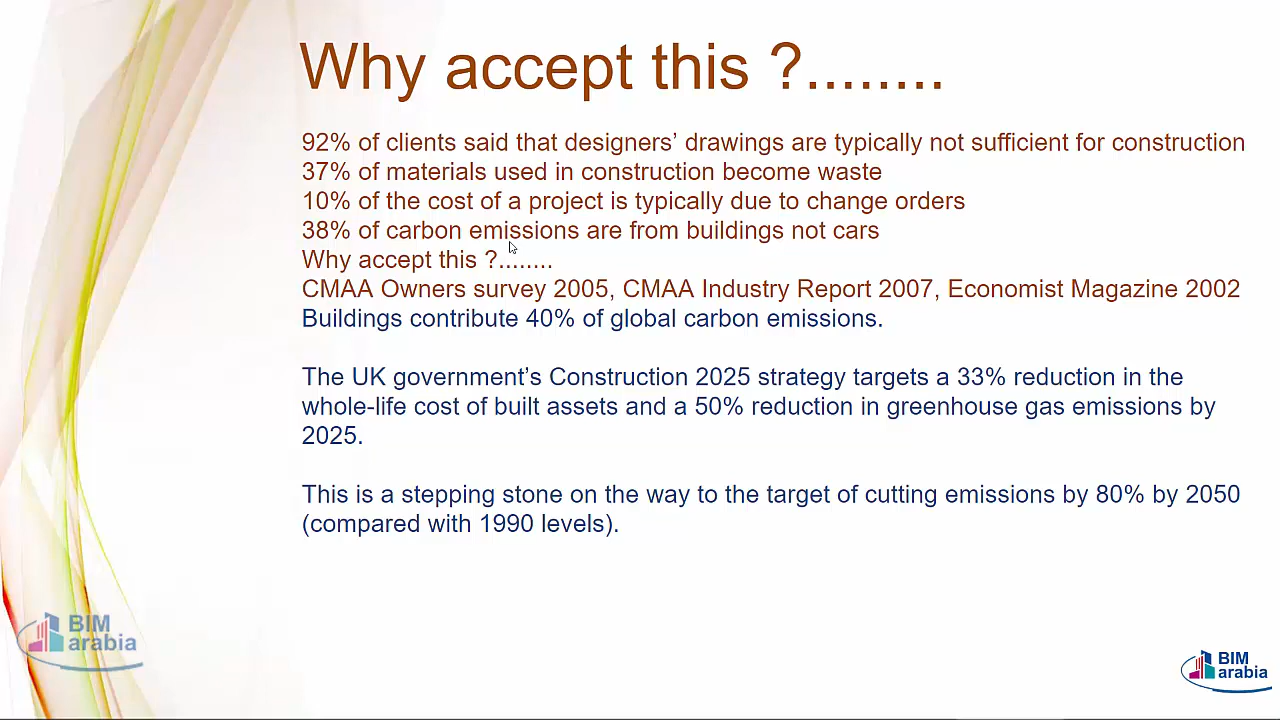 Why accept this ?........
92% of clients said that designers’ drawings are typically not sufficient for construction
37% of materials used in construction become waste
10% of the cost of a project is typically due to change orders
38% of carbon emissions are from buildings not cars
Why accept this ?........
CMAA Owners survey 2005, CMAA Industry Report 2007, Economist Magazine 2002
Buildings contribute 40% of global carbon emissions.
The UK government’s Construction 2025 strategy targets a 33% reduction in the
whole-life cost of built assets and a 50% reduction in greenhouse gas emissions by
2025.
This is a stepping stone on the way to the target of cutting emissions by 80% by 2050
(compared with 1990 levels).
BIM
arabia
BIM
arabia